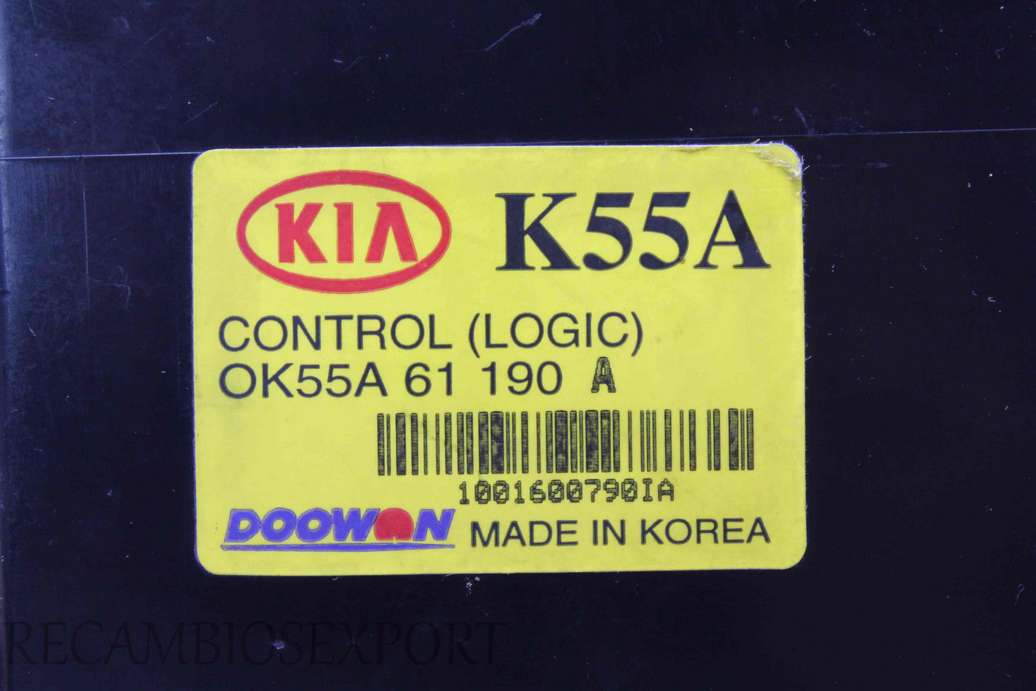 KIA K55A
CONTROL (LOGIC)
OK55A 61 190 A
1001600790IA
DOOWON MADE IN KOREA
RECAMBIOSEXPORT